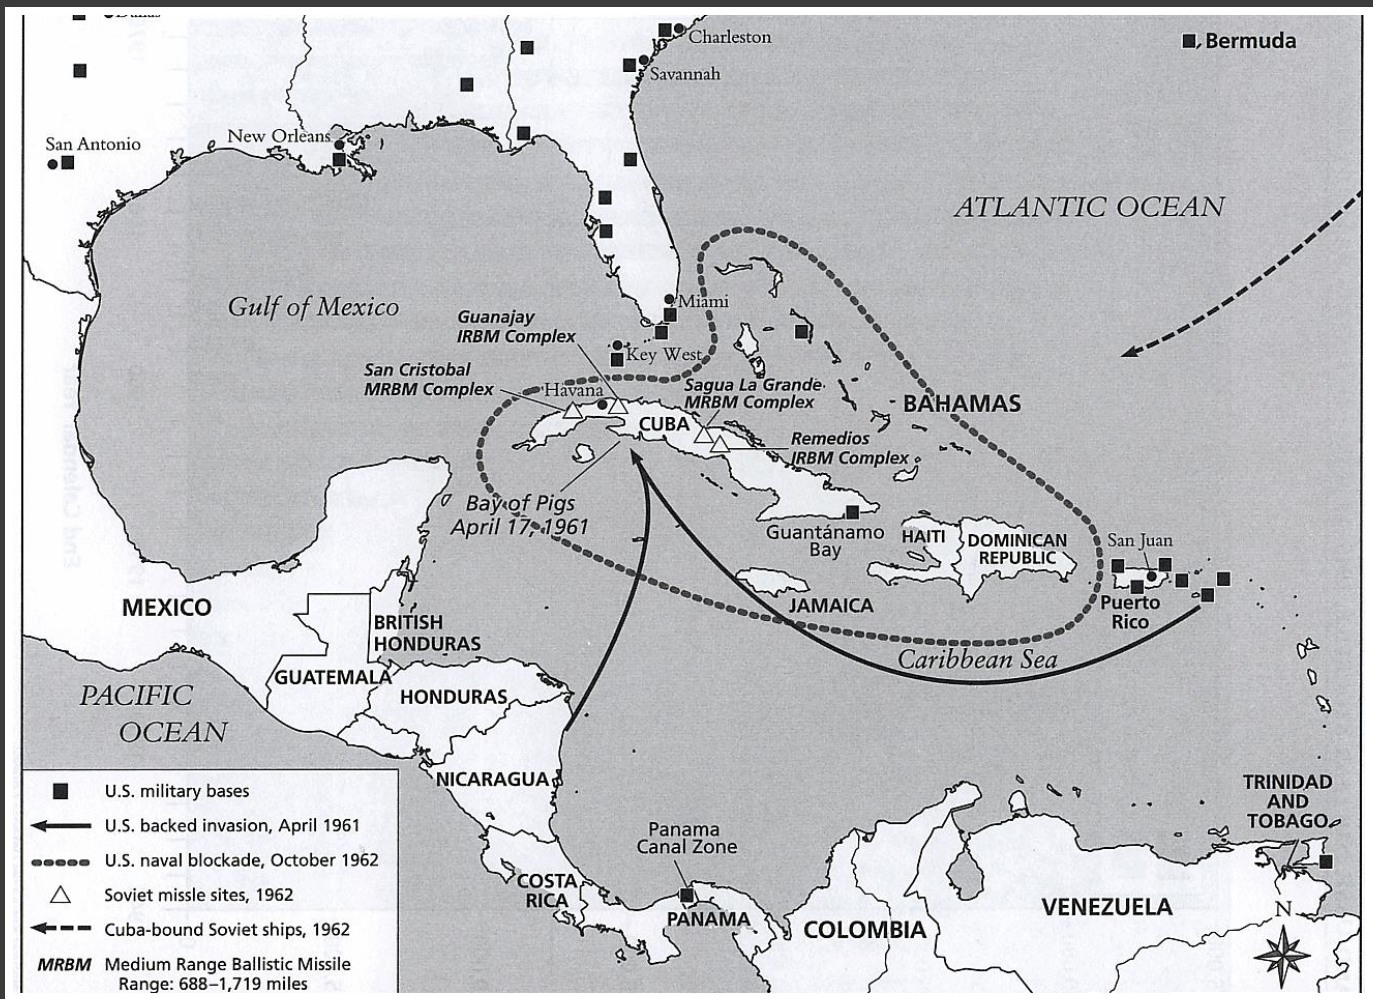 Charleston
Bermuda
Savannah
San Antonio
New Orleans
ATLANTIC OCEAN
Gulf of Mexico
Miami
Guanajay
IRBM Complex
Key West
San Cristobal
MRBM Complex
Havana
Sagua La Grande
MRBM Complex
BAHAMAS
CUBA
Remedios
IRBM Complex
Bay of Pigs
April 17, 1961
Guantánamo
Bay
HAITI
DOMINICAN
REPUBLIC
San Juan
JAMAICA
Puerto
Rico
MEXICO
BRITISH
HONDURAS
Caribbean Sea
GUATEMALA
HONDURAS
PACIFIC
OCEAN
NICARAGUA
TRINIDAD
AND
TOBAGO
Panama
Canal Zone
COSTA
RICA
PANAMA
COLOMBIA
VENEZUELA
N
U.S. military bases
U.S. backed invasion, April 1961
U.S. naval blockade, October 1962
Soviet missile sites, 1962
Cuba-bound Soviet ships, 1962
MRBM Medium Range Ballistic Missile
Range: 688–1,719 miles